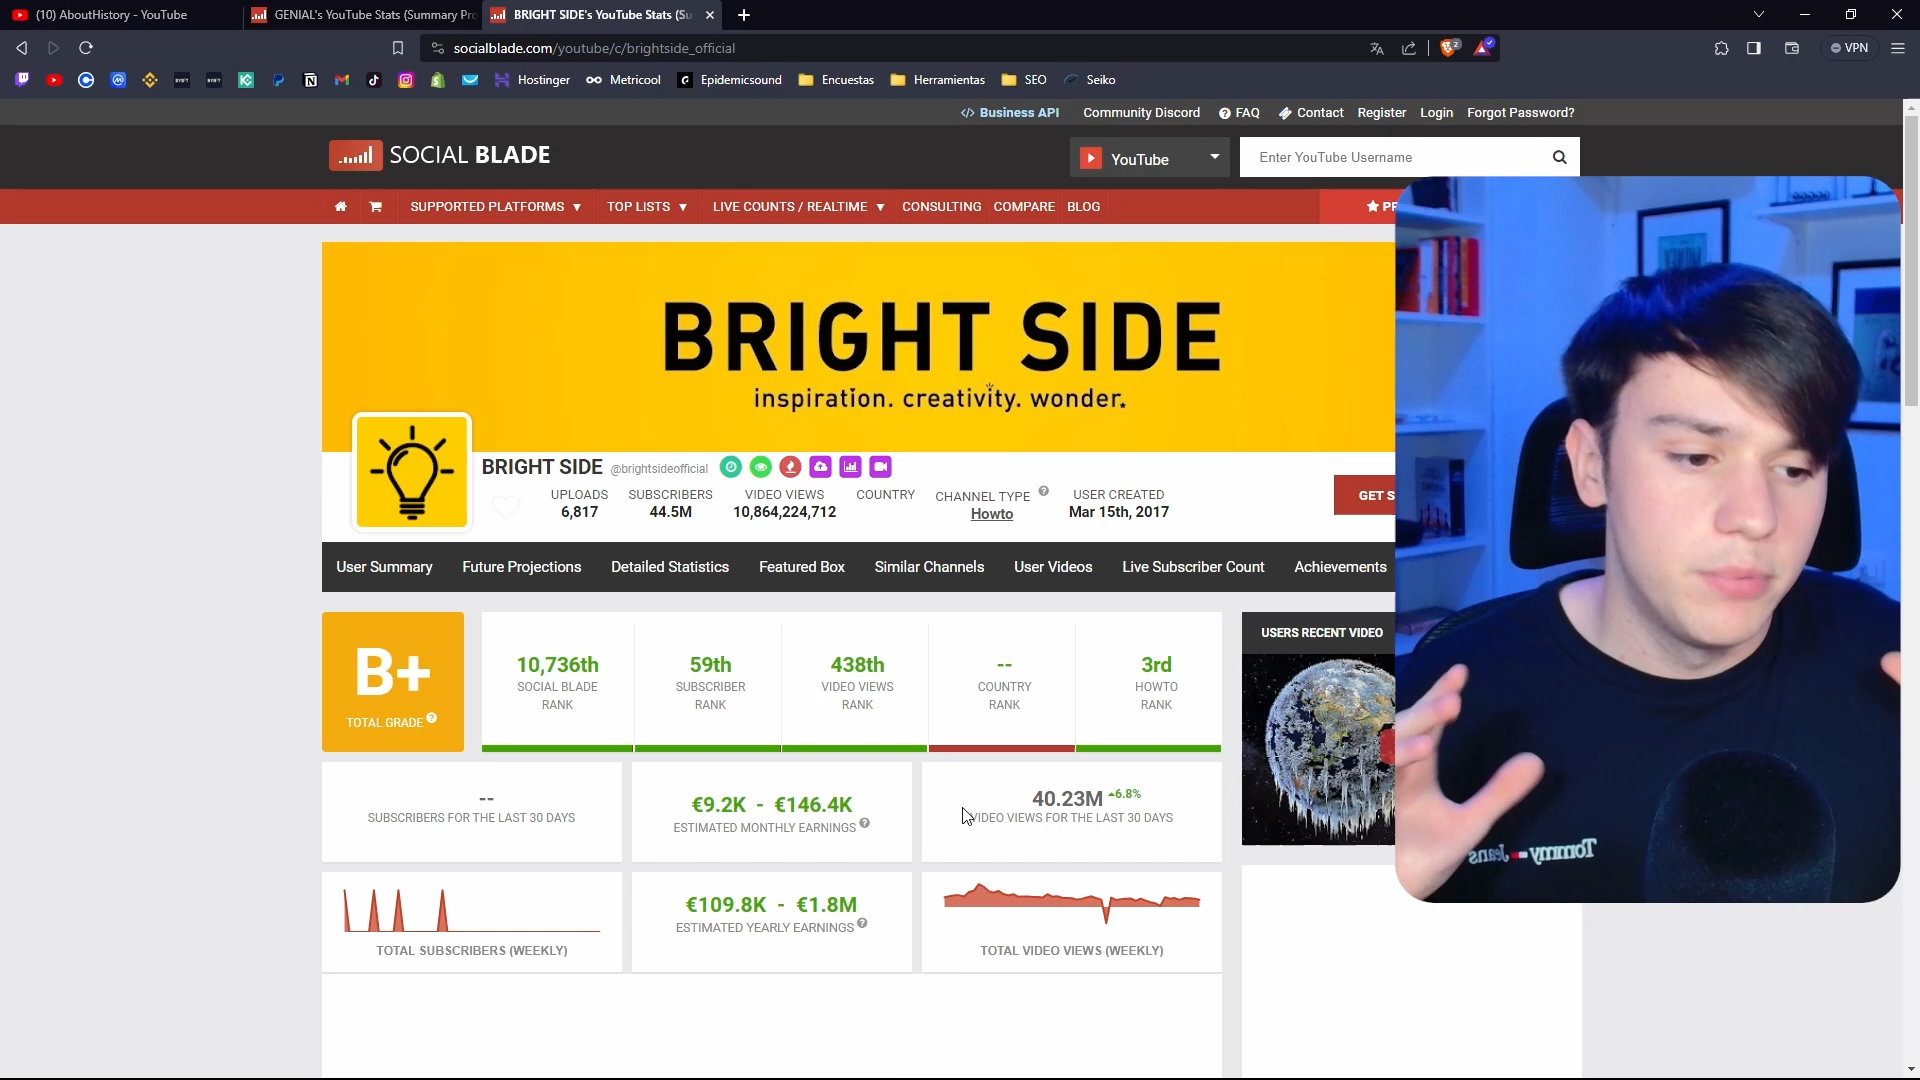 (10) AboutHistory - YouTube
GENIAL's YouTube Stats (Summary Pro
BRIGHT SIDE's YouTube Stats (Su
socialblade.com/youtube/c/brightside_official
2
VPN
Hostinger
Metricool
Epidemicsound
Encuestas
Herramientas
SEO
Seiko
</> Business API
Community Discord
FAQ
Contact
Register
Login
Forgot Password?
SOCIAL BLADE
YouTube
Enter YouTube Username
SUPPORTED PLATFORMS
TOP LISTS
LIVE COUNTS / REALTIME
CONSULTING
COMPARE
BLOG
BRIGHT SIDE
inspiration. creativity. wonder.
BRIGHT SIDE @brightsideofficial
UPLOADS
6,817
SUBSCRIBERS
44.5M
VIDEO VIEWS
10,864,224,712
COUNTRY
CHANNEL TYPE
Howto
USER CREATED
Mar 15th, 2017
GET S
User Summary
Future Projections
Detailed Statistics
Featured Box
Similar Channels
User Videos
Live Subscriber Count
Achievements
B+
TOTAL GRADE
10,736th
SOCIAL BLADE
RANK
59th
SUBSCRIBER
RANK
438th
VIDEO VIEWS
RANK
--
COUNTRY
RANK
3rd
HOWTO
RANK
USERS RECENT VIDEO
--
SUBSCRIBERS FOR THE LAST 30 DAYS
€9.2K - €146.4K
ESTIMATED MONTHLY EARNINGS
40.23M 6.8%
VIDEO VIEWS FOR THE LAST 30 DAYS
TOTAL SUBSCRIBERS (WEEKLY)
€109.8K - €1.8M
ESTIMATED YEARLY EARNINGS
TOTAL VIDEO VIEWS (WEEKLY)
Tommy Jeans